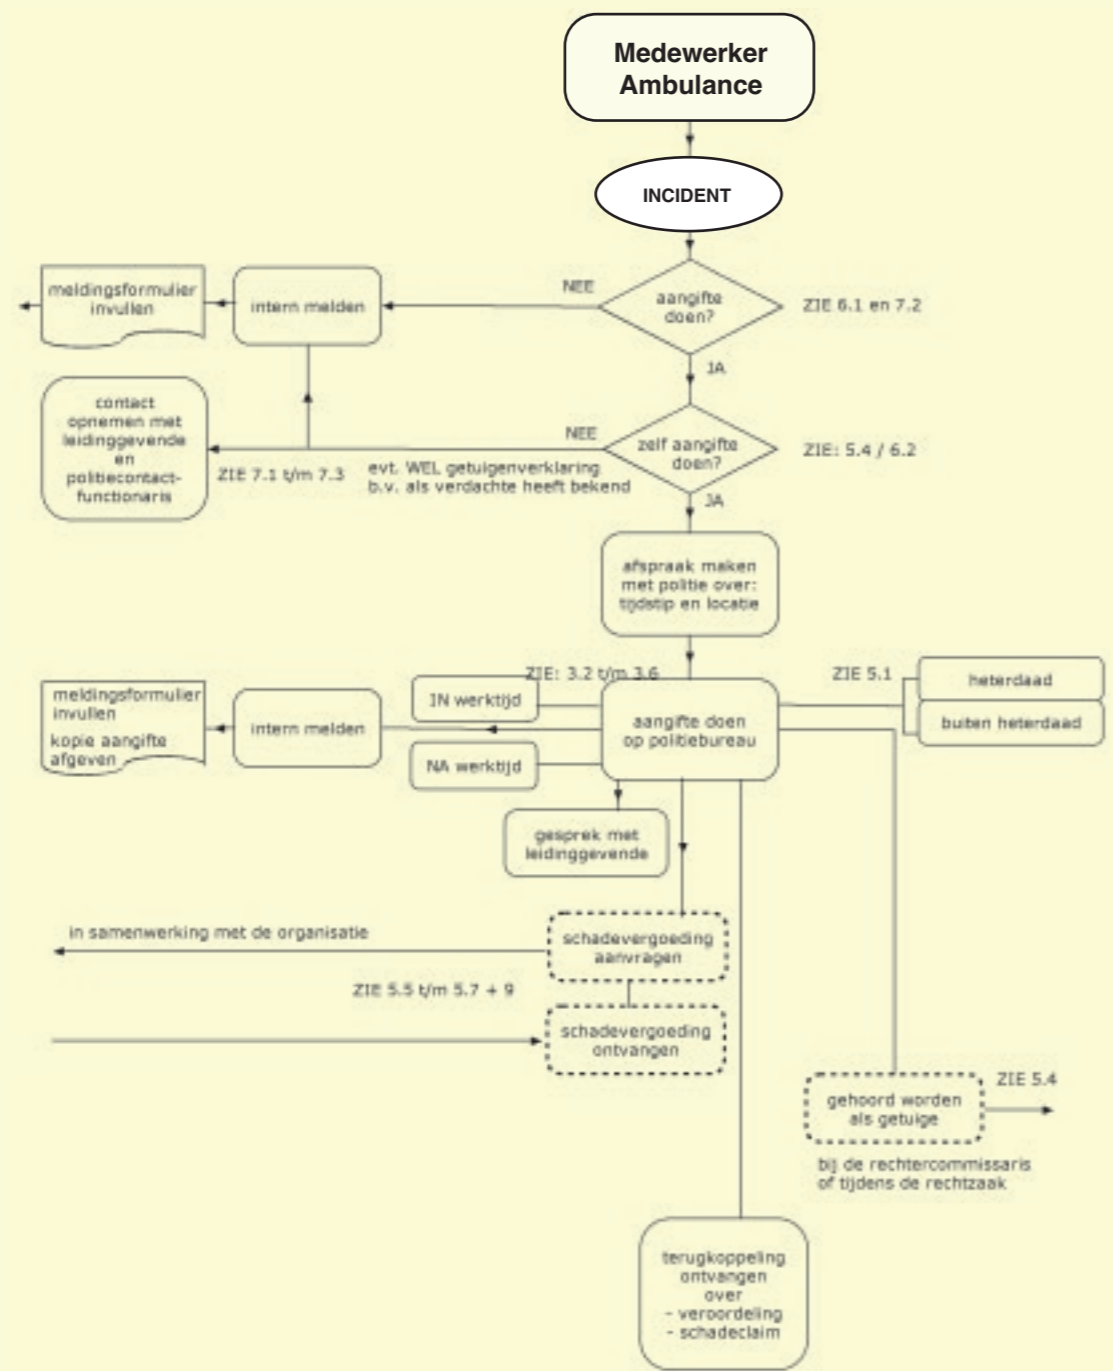 Medewerker
Ambulance
INCIDENT
meldingsformulier
invullen
intern melden
NEE
aangifte
doen?
ZIE 6.1 en 7.2
JA
contact
opnemen met
leidinggevende
en
politiecontact-
functionaris
ZIE 7.1 t/m 7.3
NEE
evt. WEL getuigenverklaring
b.v. als verdachte heeft bekend
zelf aangifte
doen?
ZIE: 5.4 / 6.2
JA
afspraak maken
met politie over:
tijdstip en locatie
ZIE: 3.2 t/m 3.6
meldingsformulier
invullen
kopie aangifte
afgeven
intern melden
IN werktijd
NA werktijd
aangifte doen
op politiebureau
ZIE 5.1
heterdaad
buiten heterdaad
gesprek met
leidinggevende
in samenwerking met de organisatie
schadevergoeding
aanvragen
ZIE 5.5 t/m 5.7 + 9
schadevergoeding
ontvangen
gehoord worden
als getuige
ZIE 5.4
bij de rechtercommissaris
of tijdens de rechtzaak
terugkoppeling
ontvangen
over
- veroordeling
- schadeclaim